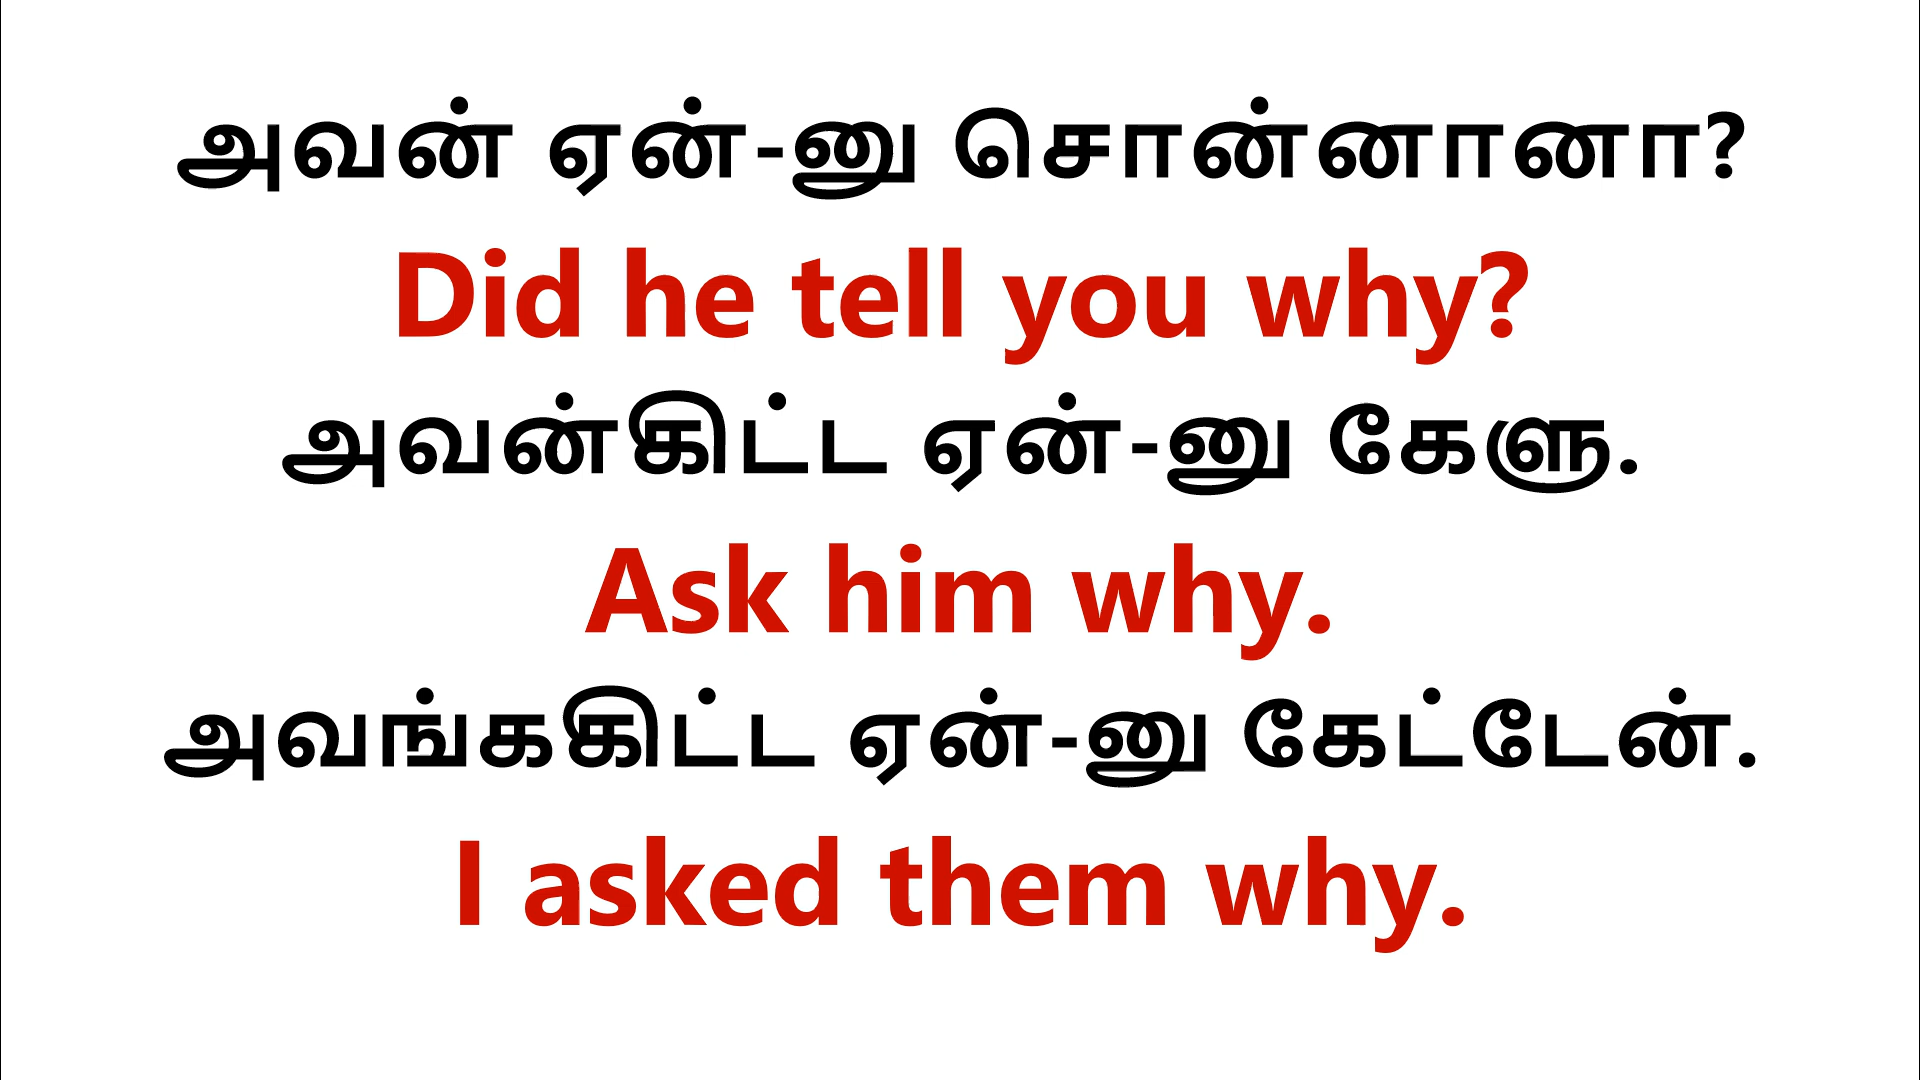 அவன் ஏன்-னு சொன்னானா?
Did he tell you why?
அவன்கிட்ட ஏன்-னு கேளு.
Ask him why.
அவங்ககிட்ட ஏன்-னு கேட்டேன்.
I asked them why.